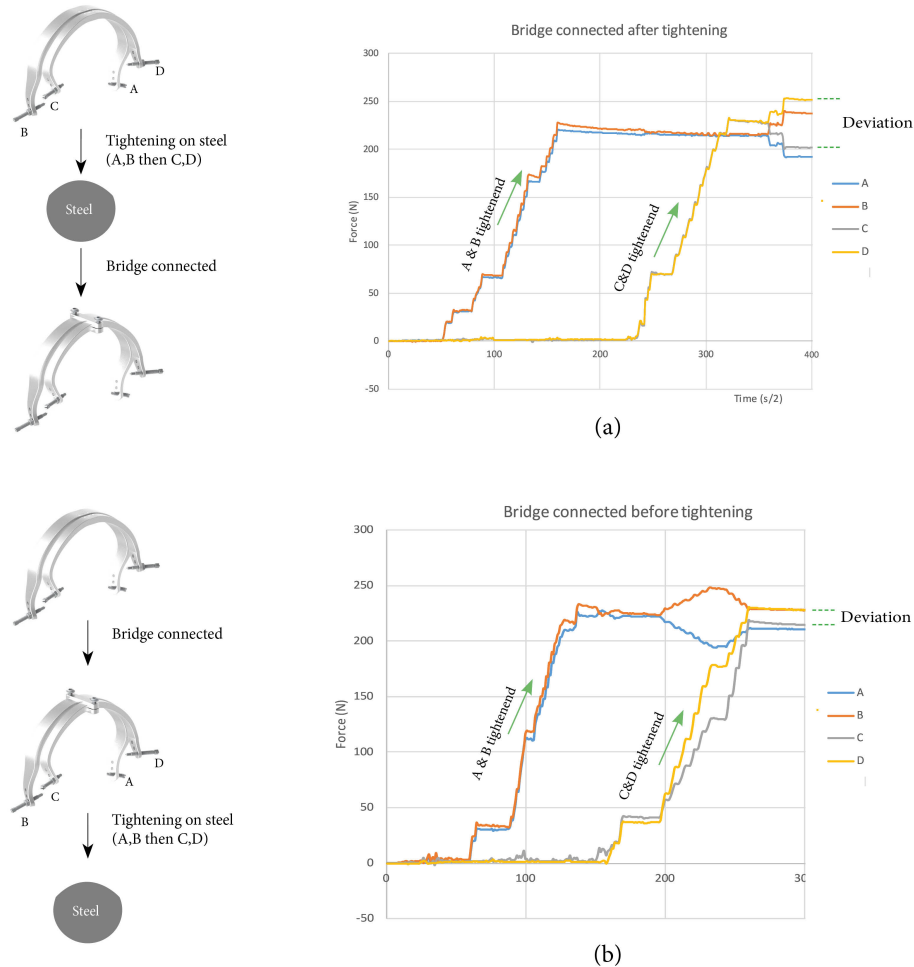 D
A
C
B
Tightening on steel
(A,B then C,D)
Steel
Bridge connected
Bridge connected after tightening
300
250
200
150
100
50
0
-50
Force (N)
0
100
200
300
400
Time (s/2)
A & B tightenend
C&D tightenend
Deviation
A
B
C
D
(a)
Bridge connected
D
A
C
B
Tightening on steel
(A,B then C,D)
Steel
Bridge connected before tightening
300
250
200
150
100
50
0
-50
Force (N)
0
100
200
30
A & B tightenend
C&D tightenend
Deviation
A
B
C
D
(b)